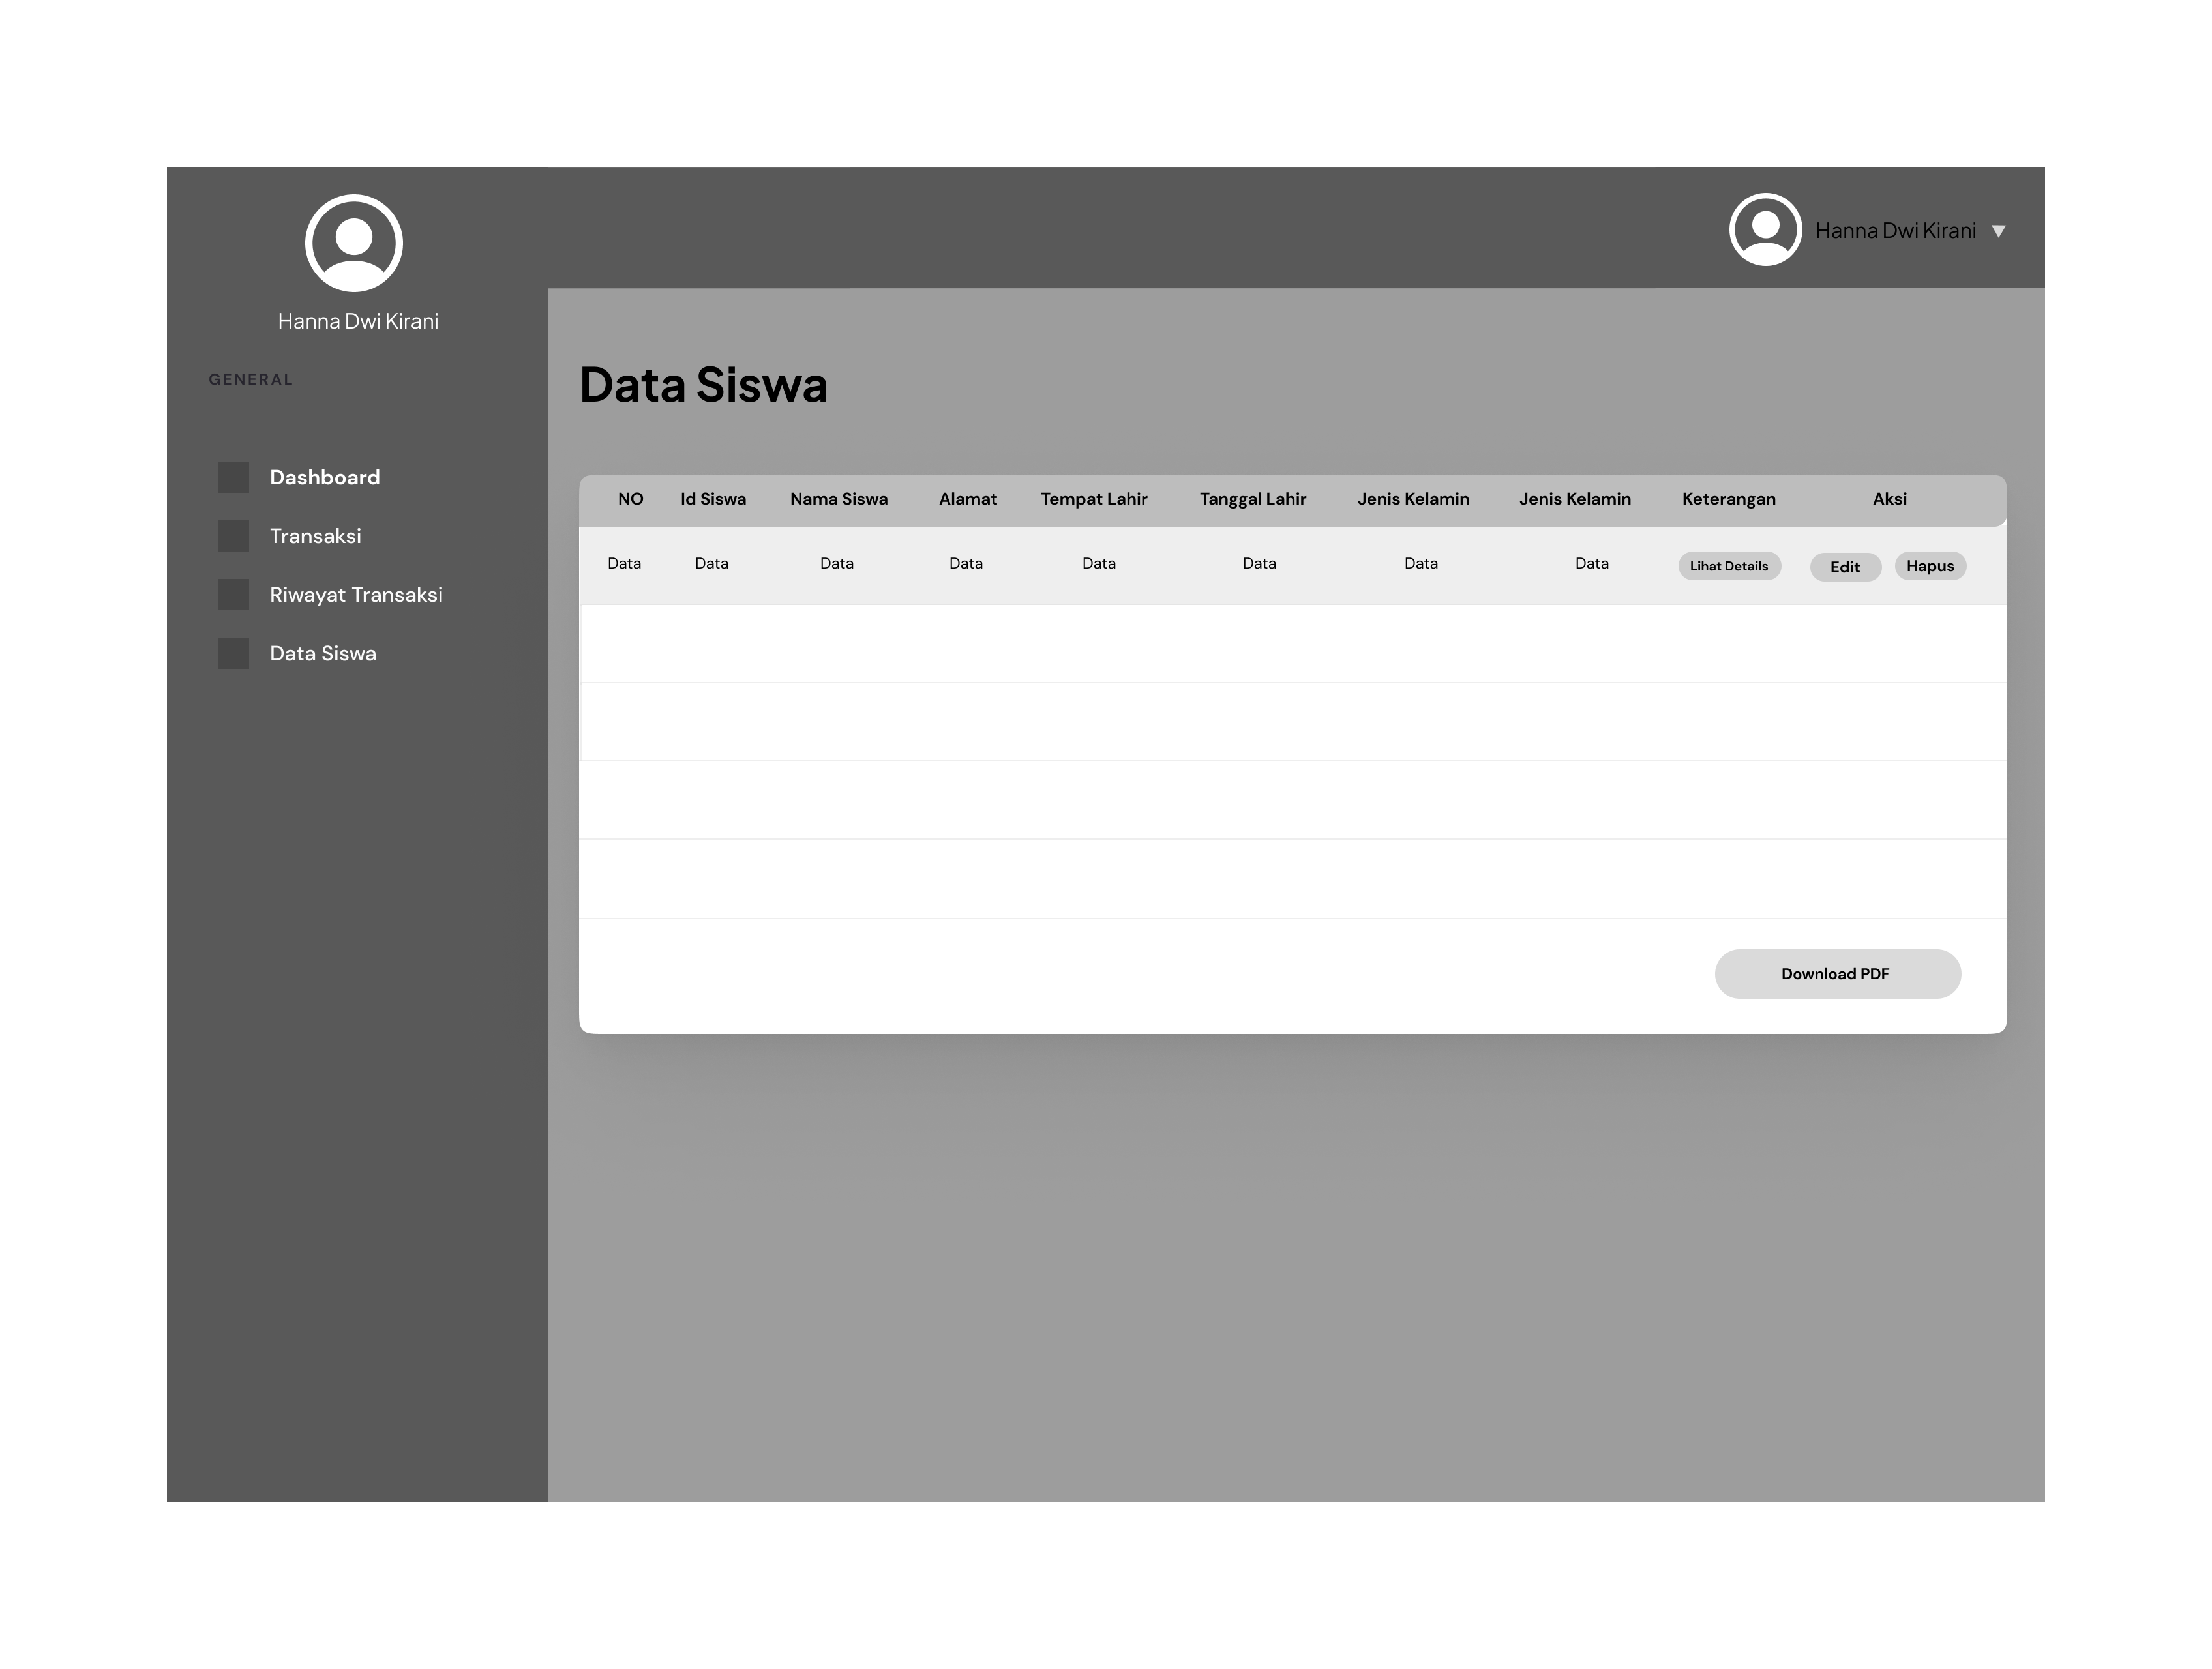 Hanna Dwi Kirani
GENERAL
Dashboard
Transaksi
Riwayat Transaksi
Data Siswa
Hanna Dwi Kirani
Data Siswa
NO Id Siswa Nama Siswa Alamat Tempat Lahir Tanggal Lahir Jenis Kelamin Jenis Kelamin Keterangan Aksi
Data Data Data Data Data Data Data Data Lihat Details Edit Hapus
Download PDF